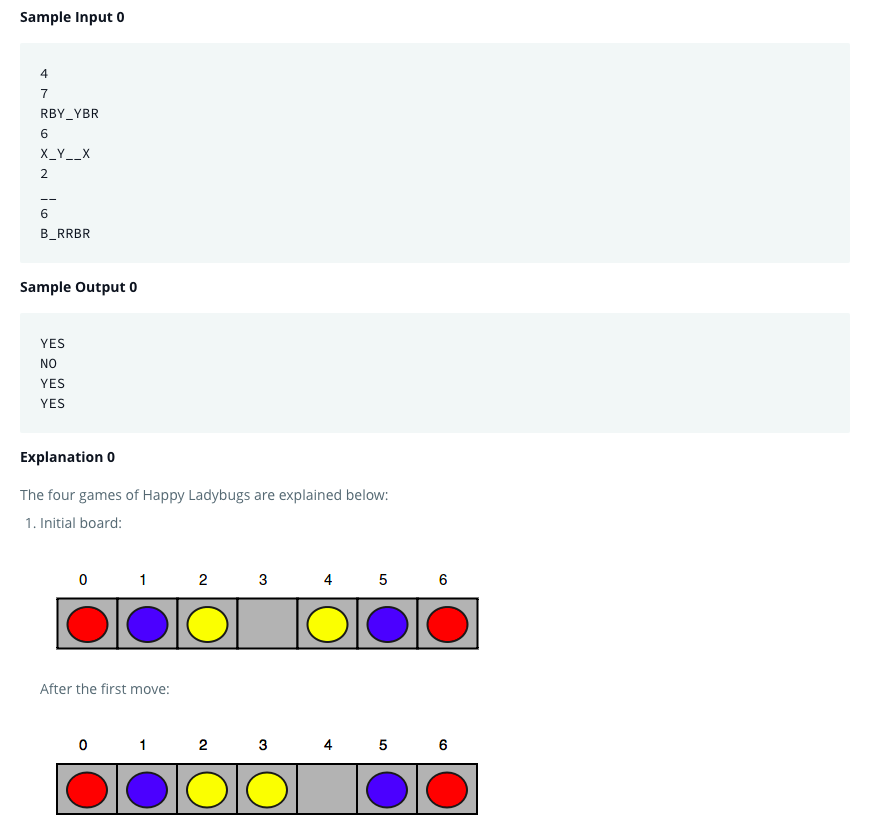 Sample Input 0
4
7
RBY_YBR
6
X_Y__X
2
__
6
B_RRBR
Sample Output 0
YES
NO
YES
YES
Explanation 0
The four games of Happy Ladybugs are explained below:
1. Initial board:
0 1 2 3 4 5 6
After the first move:
0 1 2 3 4 5 6